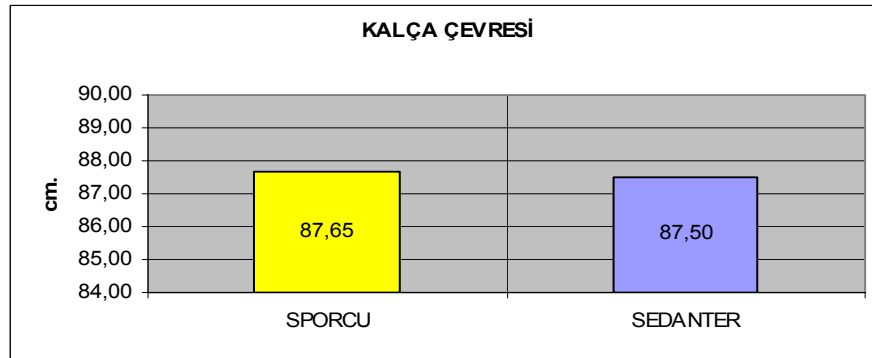 KALÇA ÇEVRESİ
90,00
89,00
88,00
87,00
86,00
85,00
84,00
cm.
87,65
87,50
SPORCU
SEDANTER